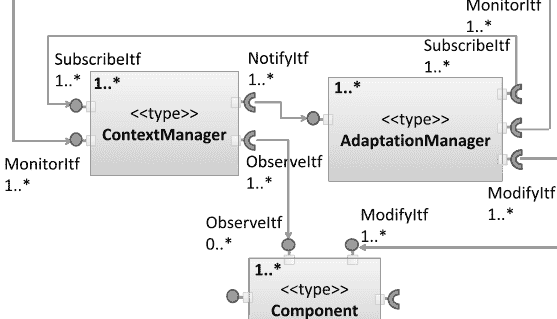 MonitorItf
1..*
SubscribeItf
1..*
NotifyItf
1..*
SubscribeItf
1..*
1..*
<<type>>
ContextManager
1..*
<<type>>
AdaptationManager
MonitorItf
1..*
ObserveItf
1..*
ModifyItf
1..*
ObserveItf
0..*
ModifyItf
1..*
1..*
<<type>>
Component